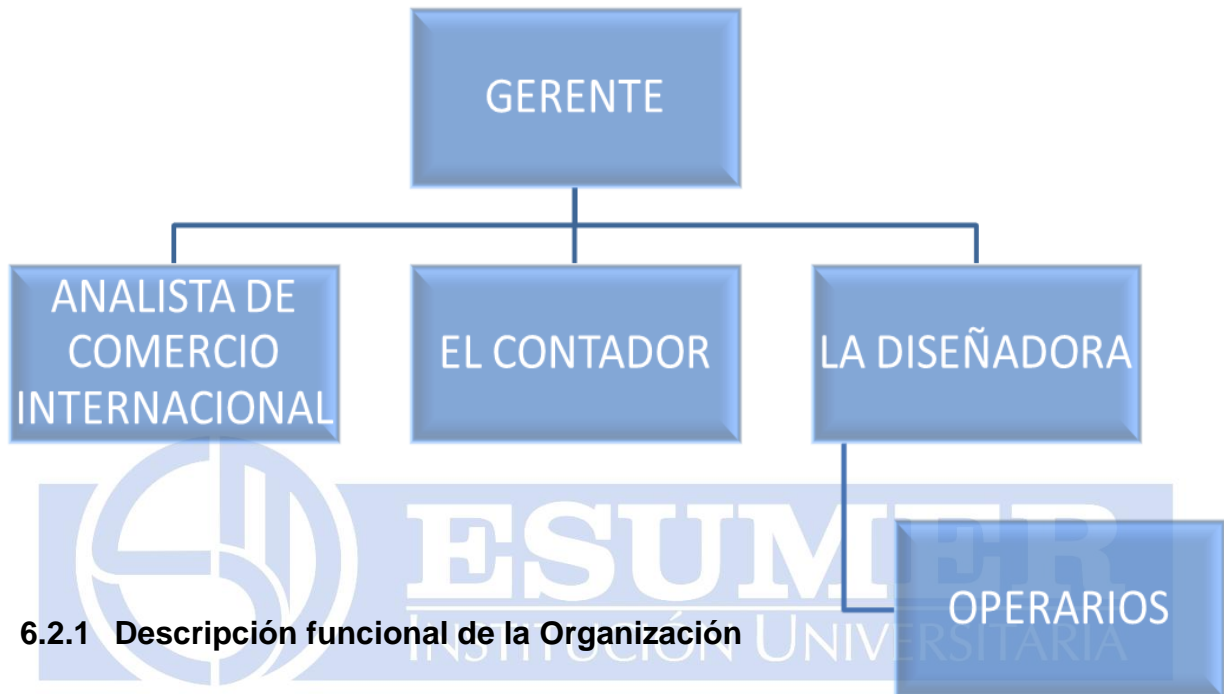 GERENTE
ANALISTA DE
COMERCIO
INTERNACIONAL
EL CONTADOR
LA DISEÑADORA
ESUMER
INSTITUCIÓN UNIVERSITARIA
OPERARIOS
6.2.1 Descripción funcional de la Organización